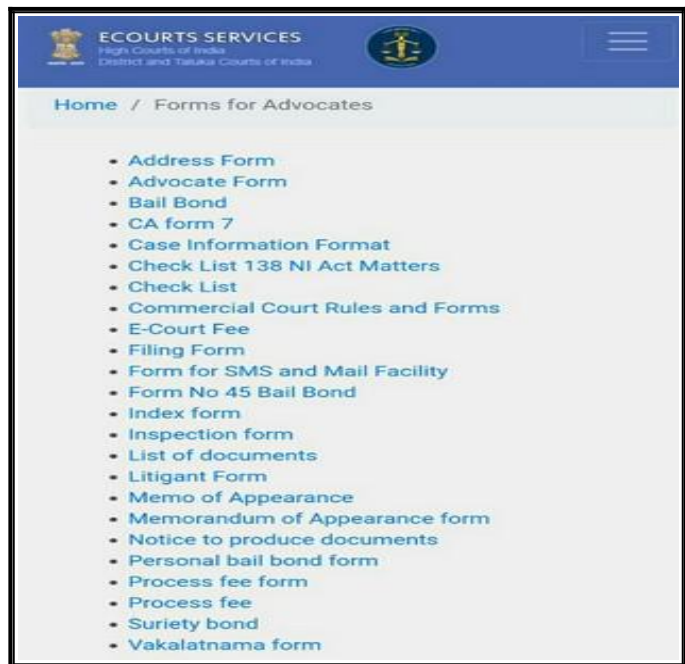 ECOURTS SERVICES
High Courts of India
District and Taluka Courts of India
Home / Forms for Advocates
• Address Form
• Advocate Form
• Bail Bond
• CA form 7
• Case Information Format
• Check List 138 NI Act Matters
• Check List
• Commercial Court Rules and Forms
• E-Court Fee
• Filing Form
• Form for SMS and Mail Facility
• Form No 45 Bail Bond
• Index form
• Inspection form
• List of documents
• Litigant Form
• Memo of Appearance
• Memorandum of Appearance form
• Notice to produce documents
• Personal bail bond form
• Process fee form
• Process fee
• Suriety bond
• Vakalatnama form